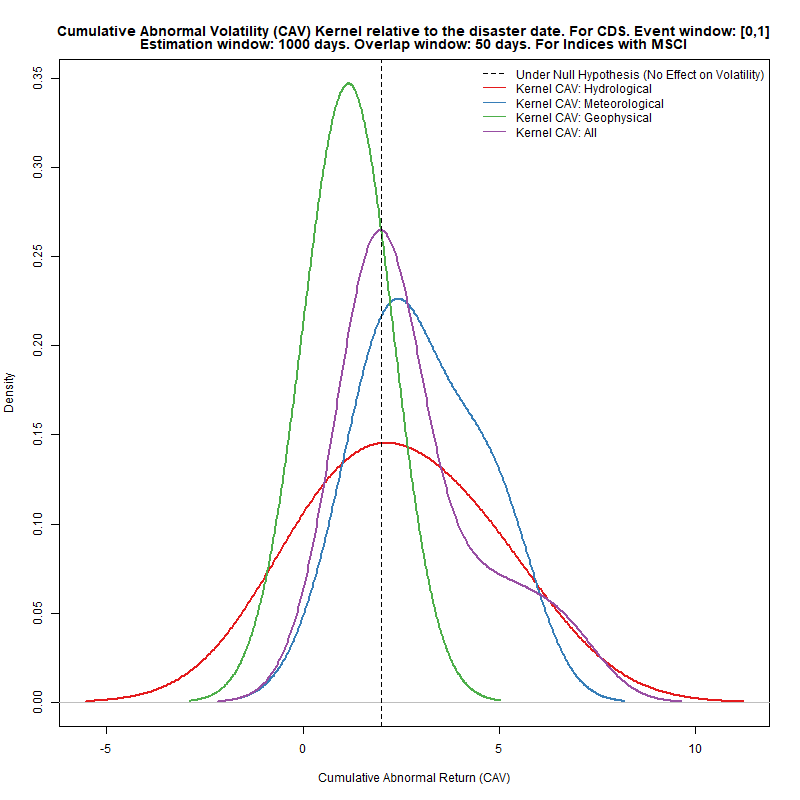 Cumulative Abnormal Volatility (CAV) Kernel relative to the disaster date. For CDS. Event window: [0,1]
Estimation window: 1000 days. Overlap window: 50 days. For Indices with MSCI
Under Null Hypothesis (No Effect on Volatility)
Kernel CAV: Hydrological
Kernel CAV: Meteorological
Kernel CAV: Geophysical
Kernel CAV: All
0.35
0.30
0.25
0.20
0.15
0.10
0.05
0.00
Density
-5
0
5
10
Cumulative Abnormal Return (CAV)